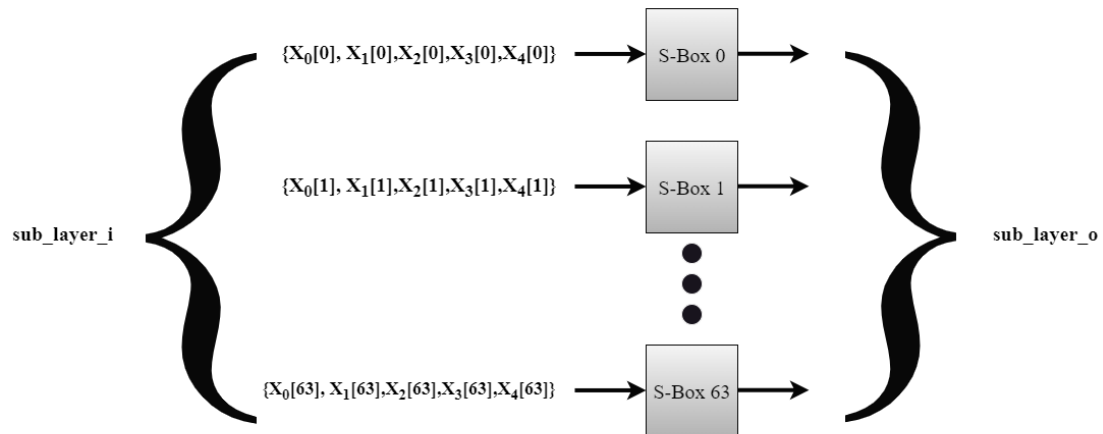 {X₀[0], X₁[0],X₂[0],X₃[0],X₄[0]} S-Box 0
{X₀[1], X₁[1],X₂[1],X₃[1],X₄[1]} S-Box 1
sub_layer_i sub_layer_o
{X₀[63], X₁[63],X₂[63],X₃[63],X₄[63]} S-Box 63